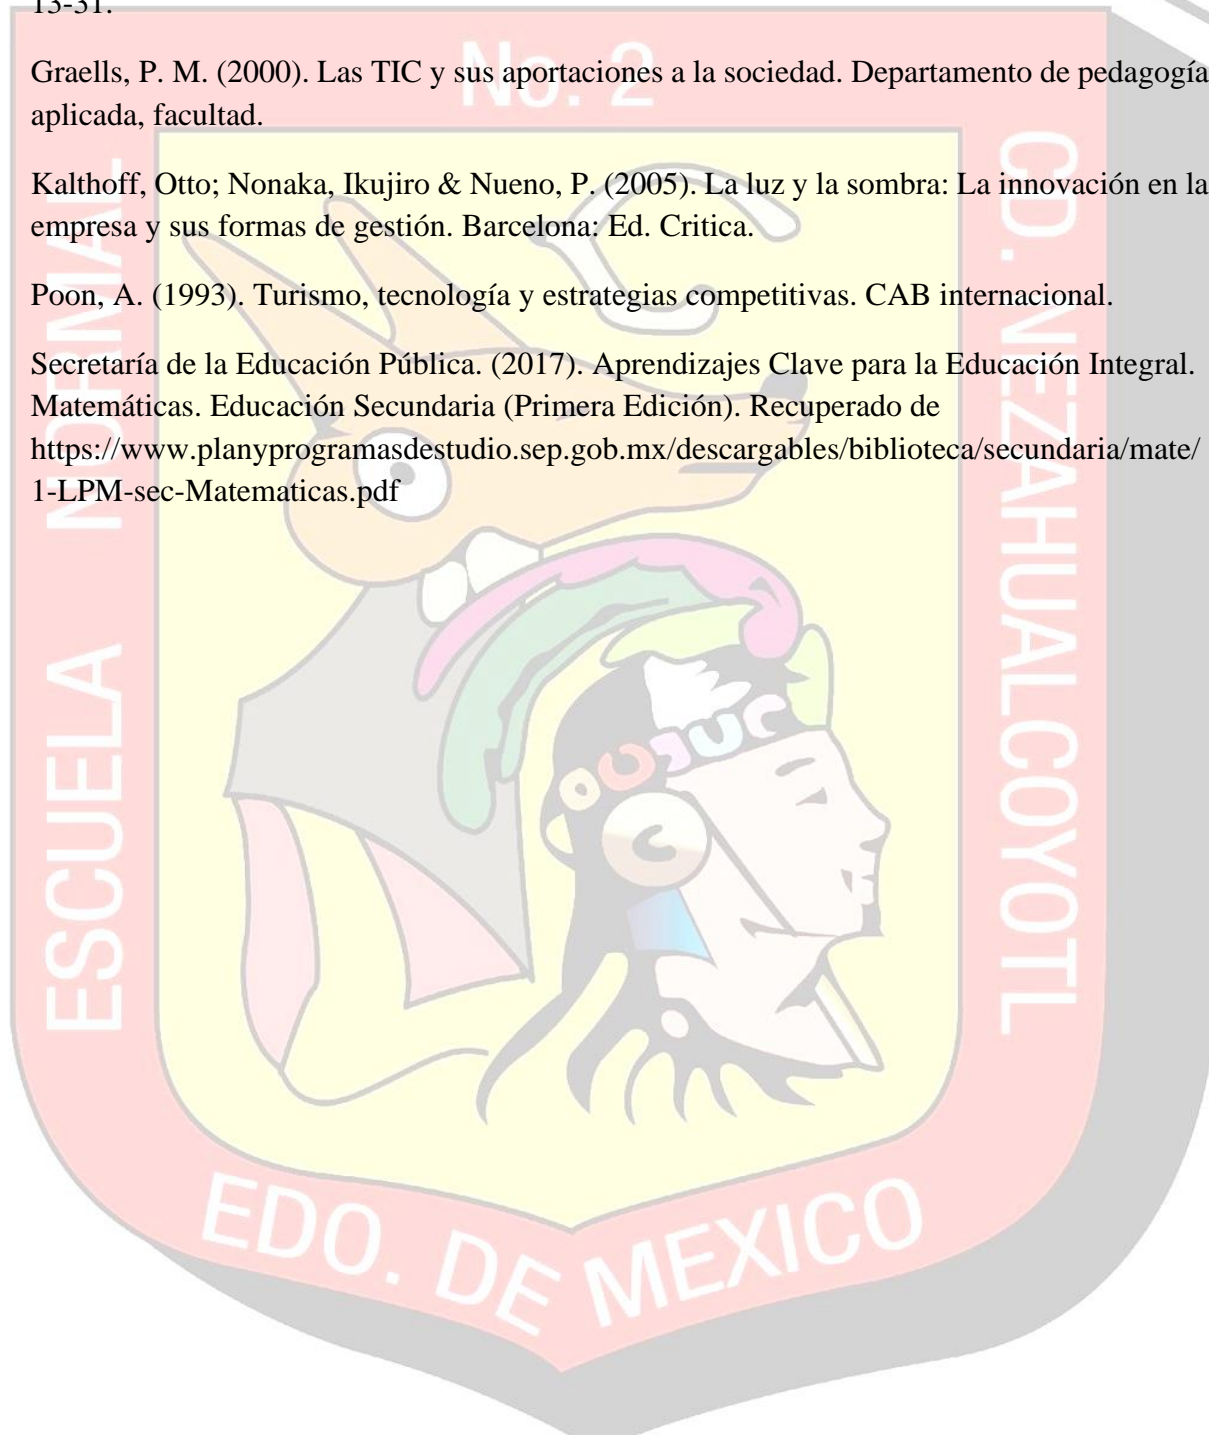 13-31.
Graells, P. M. (2000). Las TIC y sus aportaciones a la sociedad. Departamento de pedagogía
aplicada, facultad.
Kalthoff, Otto; Nonaka, Ikujiro & Nueno, P. (2005). La luz y la sombra: La innovación en la
empresa y sus formas de gestión. Barcelona: Ed. Critica.
Poon, A. (1993). Turismo, tecnología y estrategias competitivas. CAB internacional.
Secretaría de la Educación Pública. (2017). Aprendizajes Clave para la Educación Integral.
Matemáticas. Educación Secundaria (Primera Edición). Recuperado de
https://www.planyprogramasdestudio.sep.gob.mx/descargables/biblioteca/secundaria/mate/
1-LPM-sec-Matematicas.pdf
ESCUELA NORMAL
No. 2
CD. NEZAHUALCOYOTL
EDO. DE MEXICO